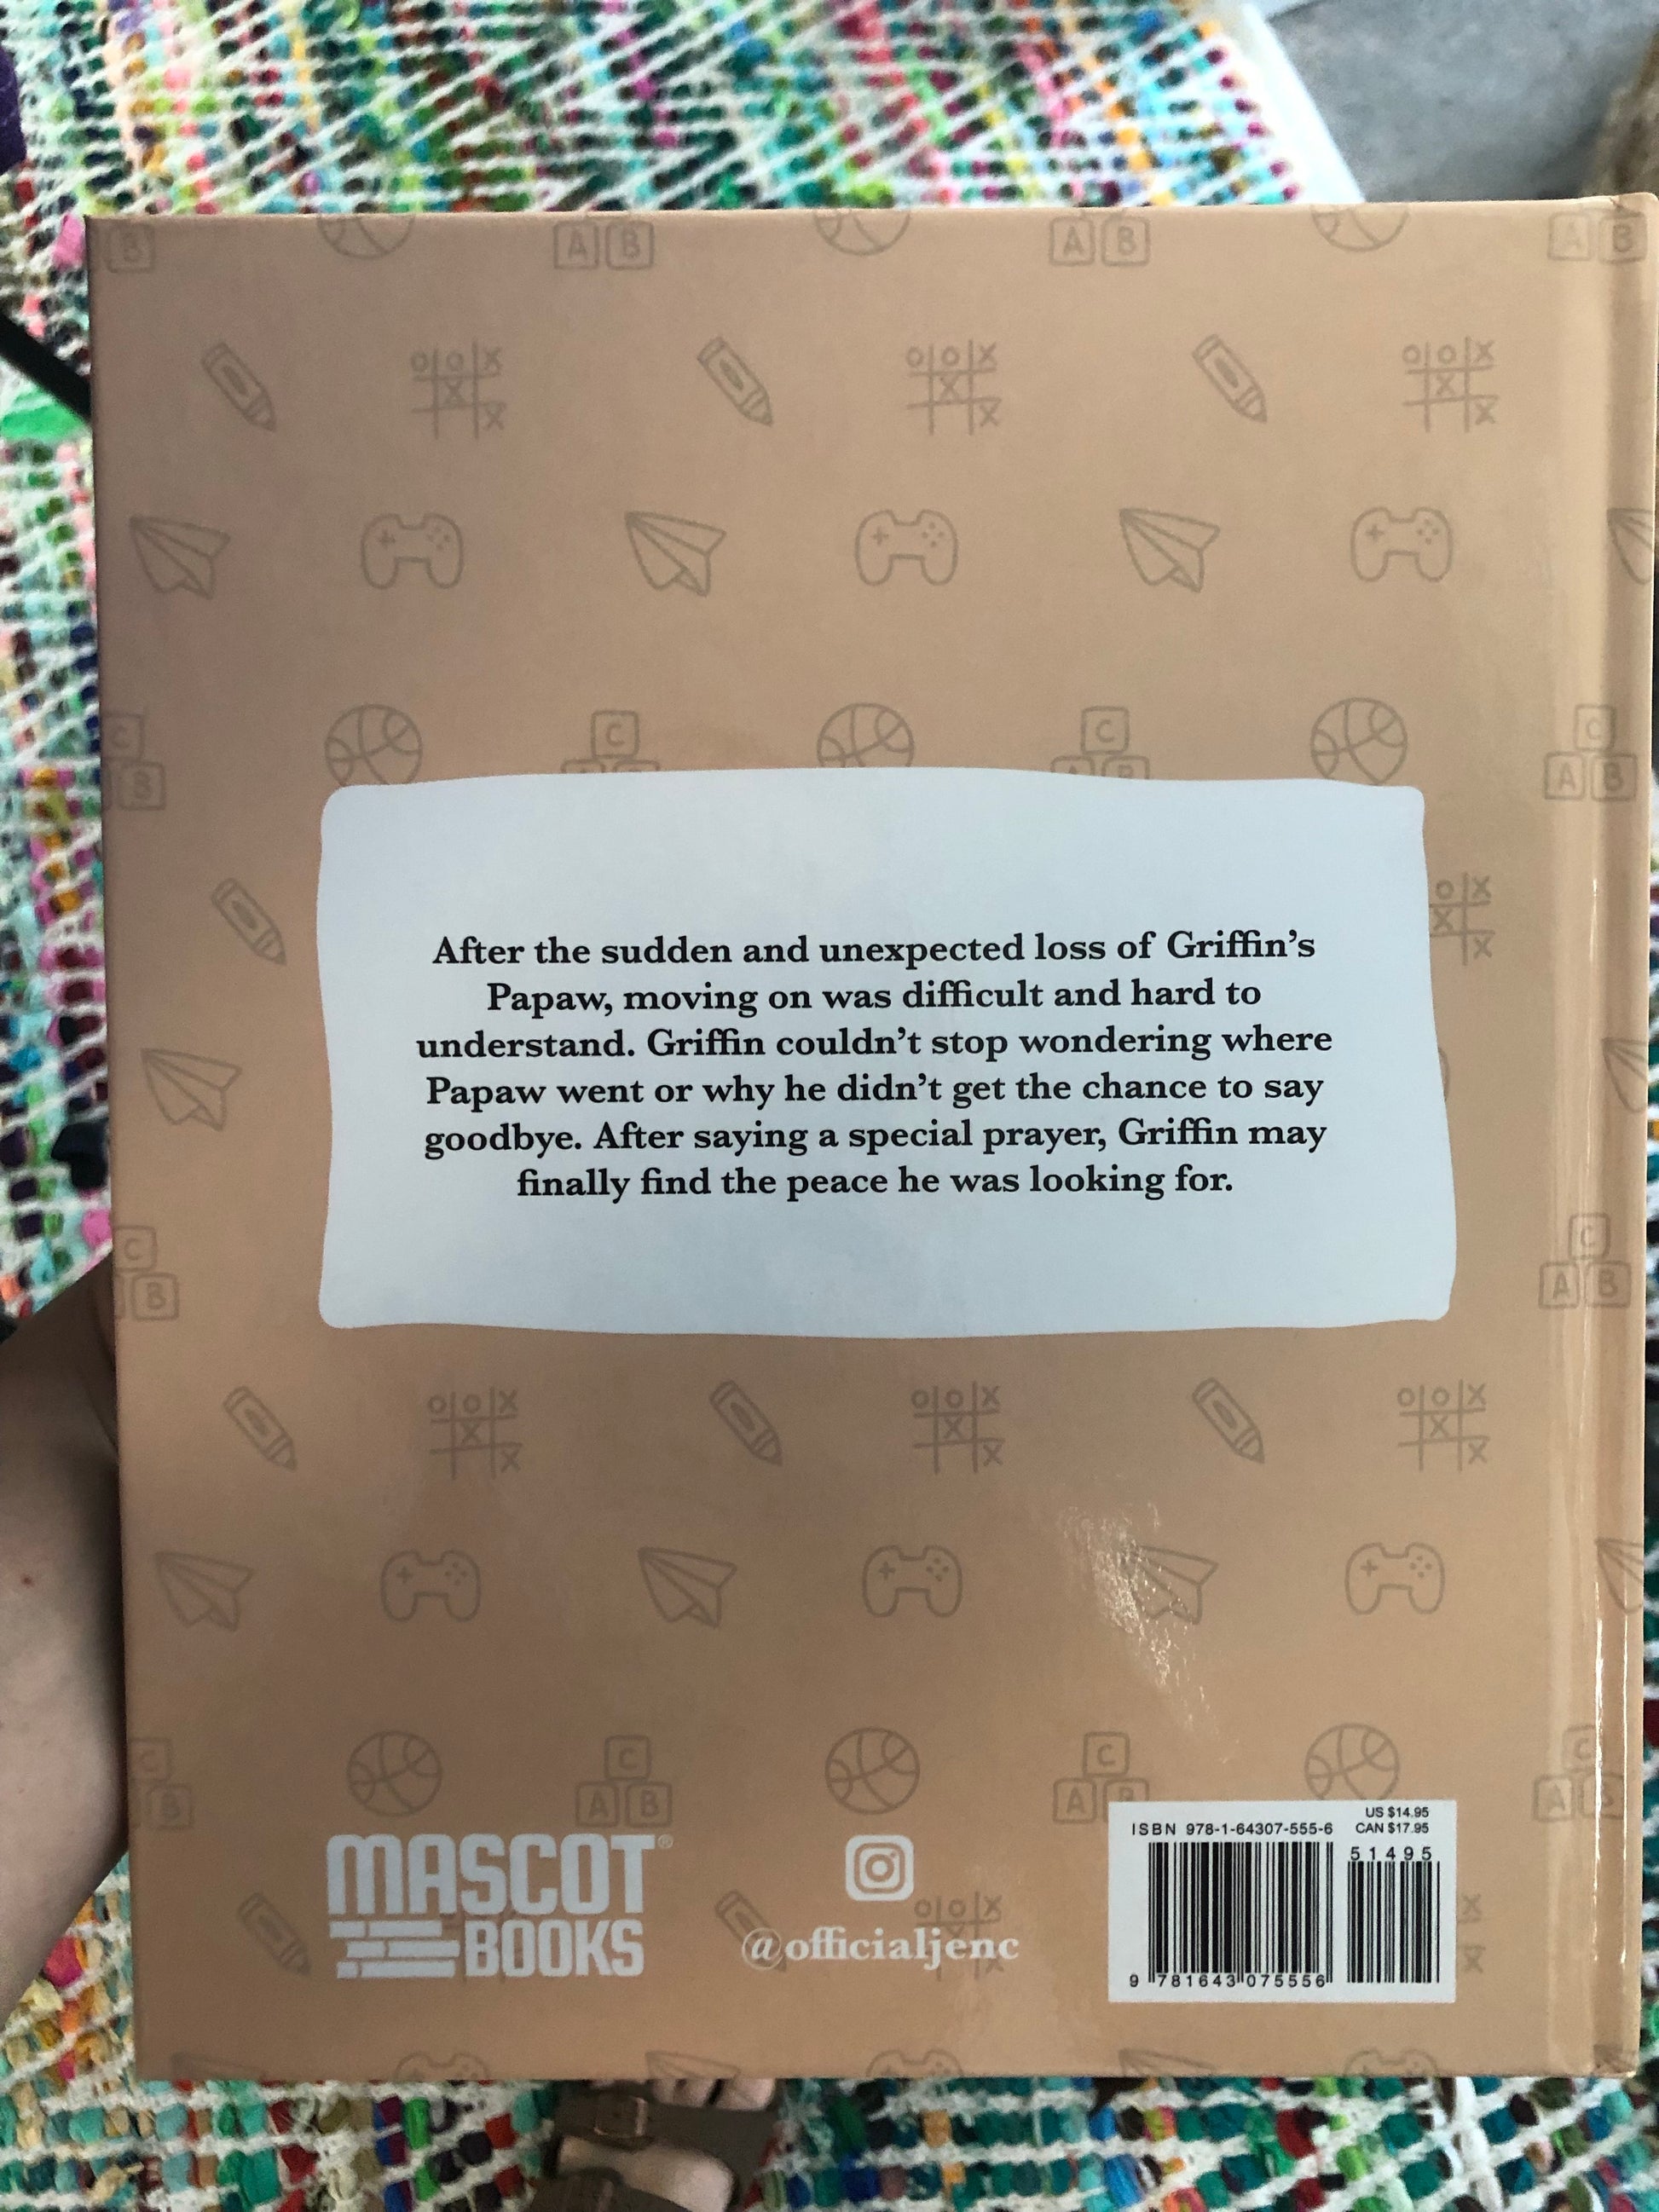 After the sudden and unexpected loss of Griffin's
Papaw, moving on was difficult and hard to
understand. Griffin couldn't stop wondering where
Papaw went or why he didn't get the chance to say
goodbye. After saying a special prayer, Griffin may
finally find the peace he was looking for.
MASCOT®
BOOKS
@officialjenc
US $14.95
ISBN 978-1-64307-555-6 CAN $17.95
51495
9 781643 075556